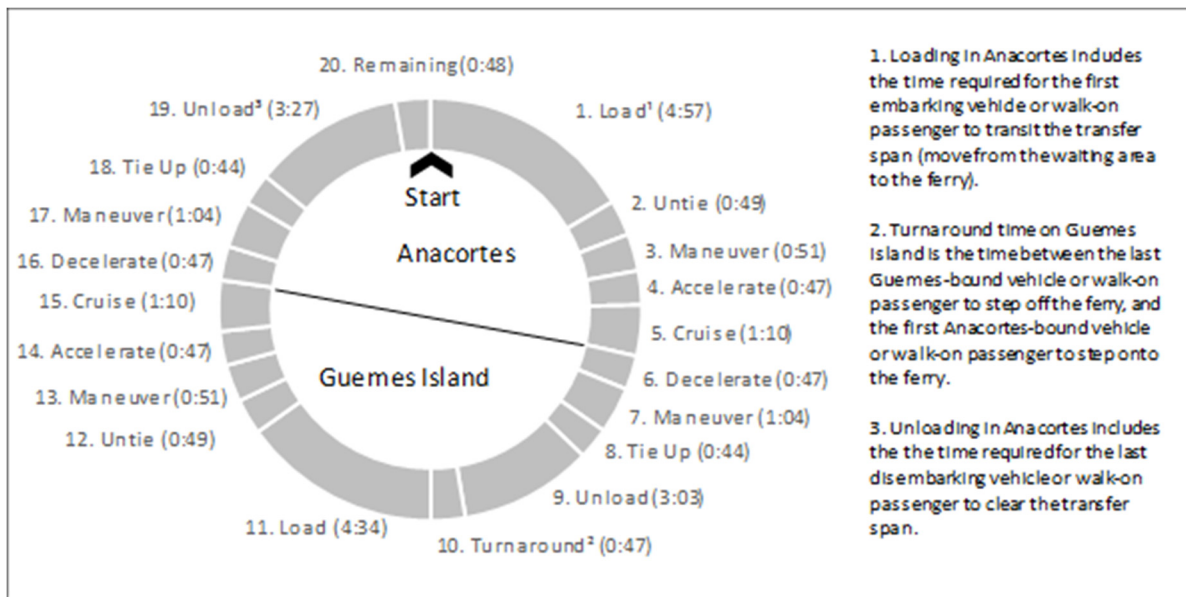 20. Remaining (0:48)
19. Unload³ (3:27)
1. Load¹ (4:57)
18. Tie Up (0:44)
Start
2. Untie (0:49)
17. Maneuver (1:04)
3. Maneuver (0:51)
16. Decelerate (0:47)
Anacortes
4. Accelerate (0:47)
15. Cruise (1:10)
5. Cruise (1:10)
14. Accelerate (0:47)
Guemes Island
6. Decelerate (0:47)
13. Maneuver (0:51)
7. Maneuver (1:04)
12. Untie (0:49)
8. Tie Up (0:44)
9. Unload (3:03)
11. Load (4:34)
10. Turnaround² (0:47)
1. Loading in Anacortes includes
the time required for the first
embarking vehicle or walk-on
passenger to transit the transfer
span (move from the waiting area
to the ferry).
2. Turnaround time on Guemes
Island is the time between the last
Guemes-bound vehicle or walk-on
passenger to step off the ferry, and
the first Anacortes-bound vehicle
or walk-on passenger to step onto
the ferry.
3. Unloading in Anacortes includes
the the time required for the last
disembarking vehicle or walk-on
passenger to clear the transfer
span.